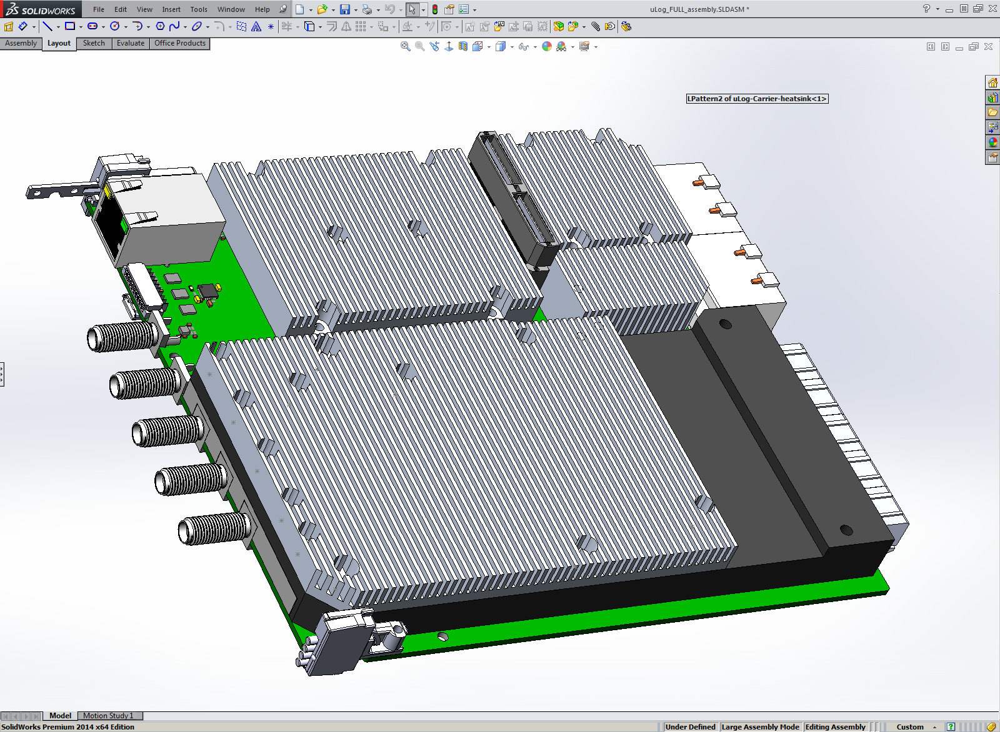 SOLIDWORKS File Edit View Insert Tools Window Help uLog_FULL_assembly.SLDASM *
Assembly Layout Sketch Evaluate Office Products
LPattern2 of uLog-Carrier-heatsink<1>
Model Motion Study 1
SolidWorks Premium 2014 x64 Edition Under Defined Large Assembly Mode Editing Assembly Custom